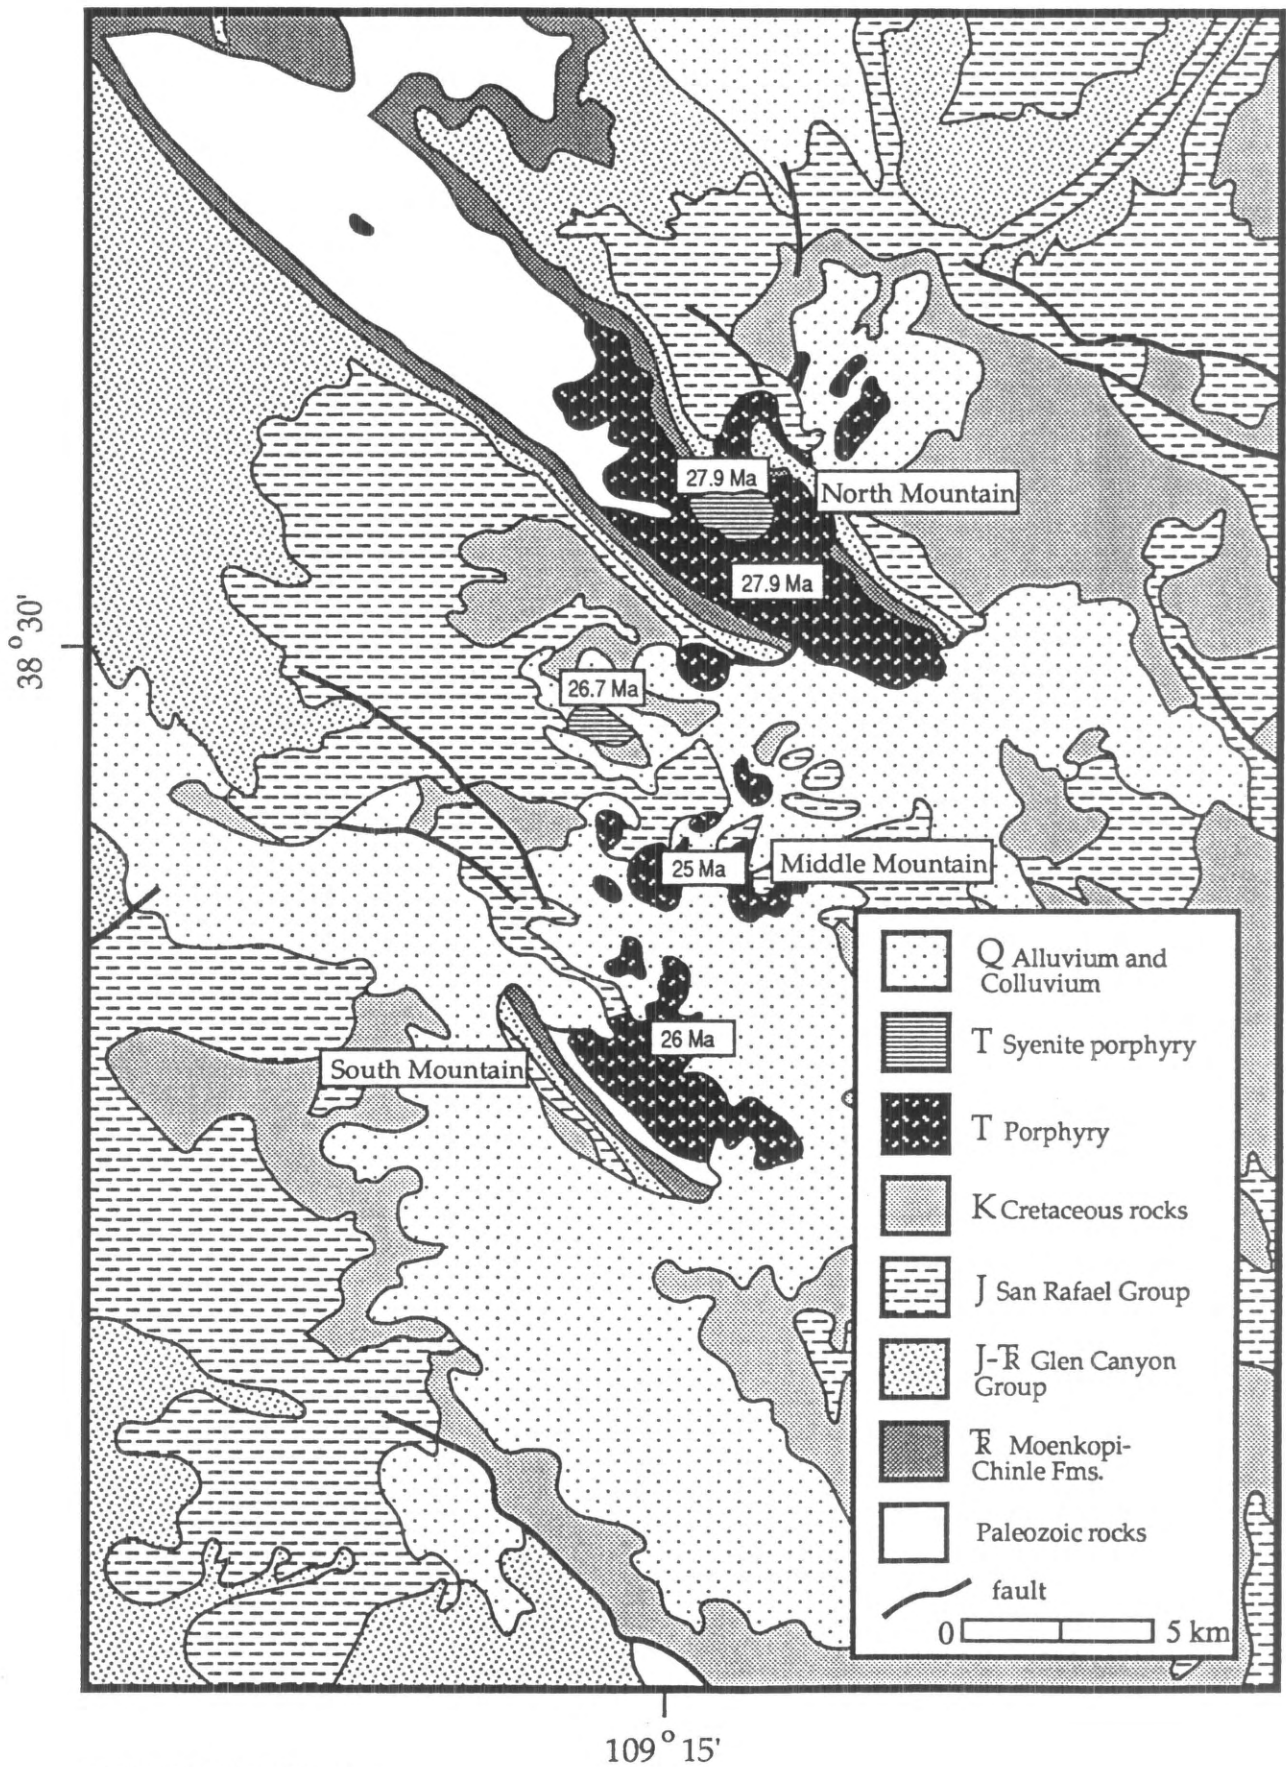 27.9 Ma
North Mountain
27.9 Ma
38° 30'
26.7 Ma
25 Ma
Middle Mountain
26 Ma
South Mountain
Q Alluvium and
Colluvium
T Syenite porphyry
T Porphyry
K Cretaceous rocks
J San Rafael Group
J-TR Glen Canyon
Group
TR Moenkopi-
Chinle Fms.
Paleozoic rocks
fault
0 5 km
109° 15'